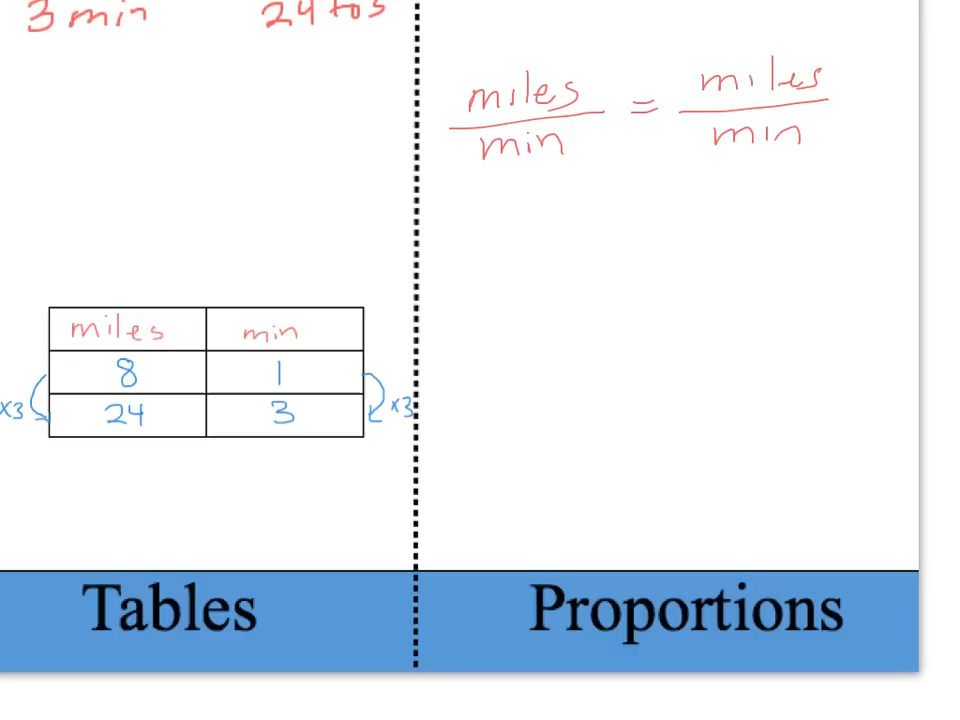 3 min
miles / min = miles / min
miles min
8 1
x3 24 3 x3
Tables Proportions